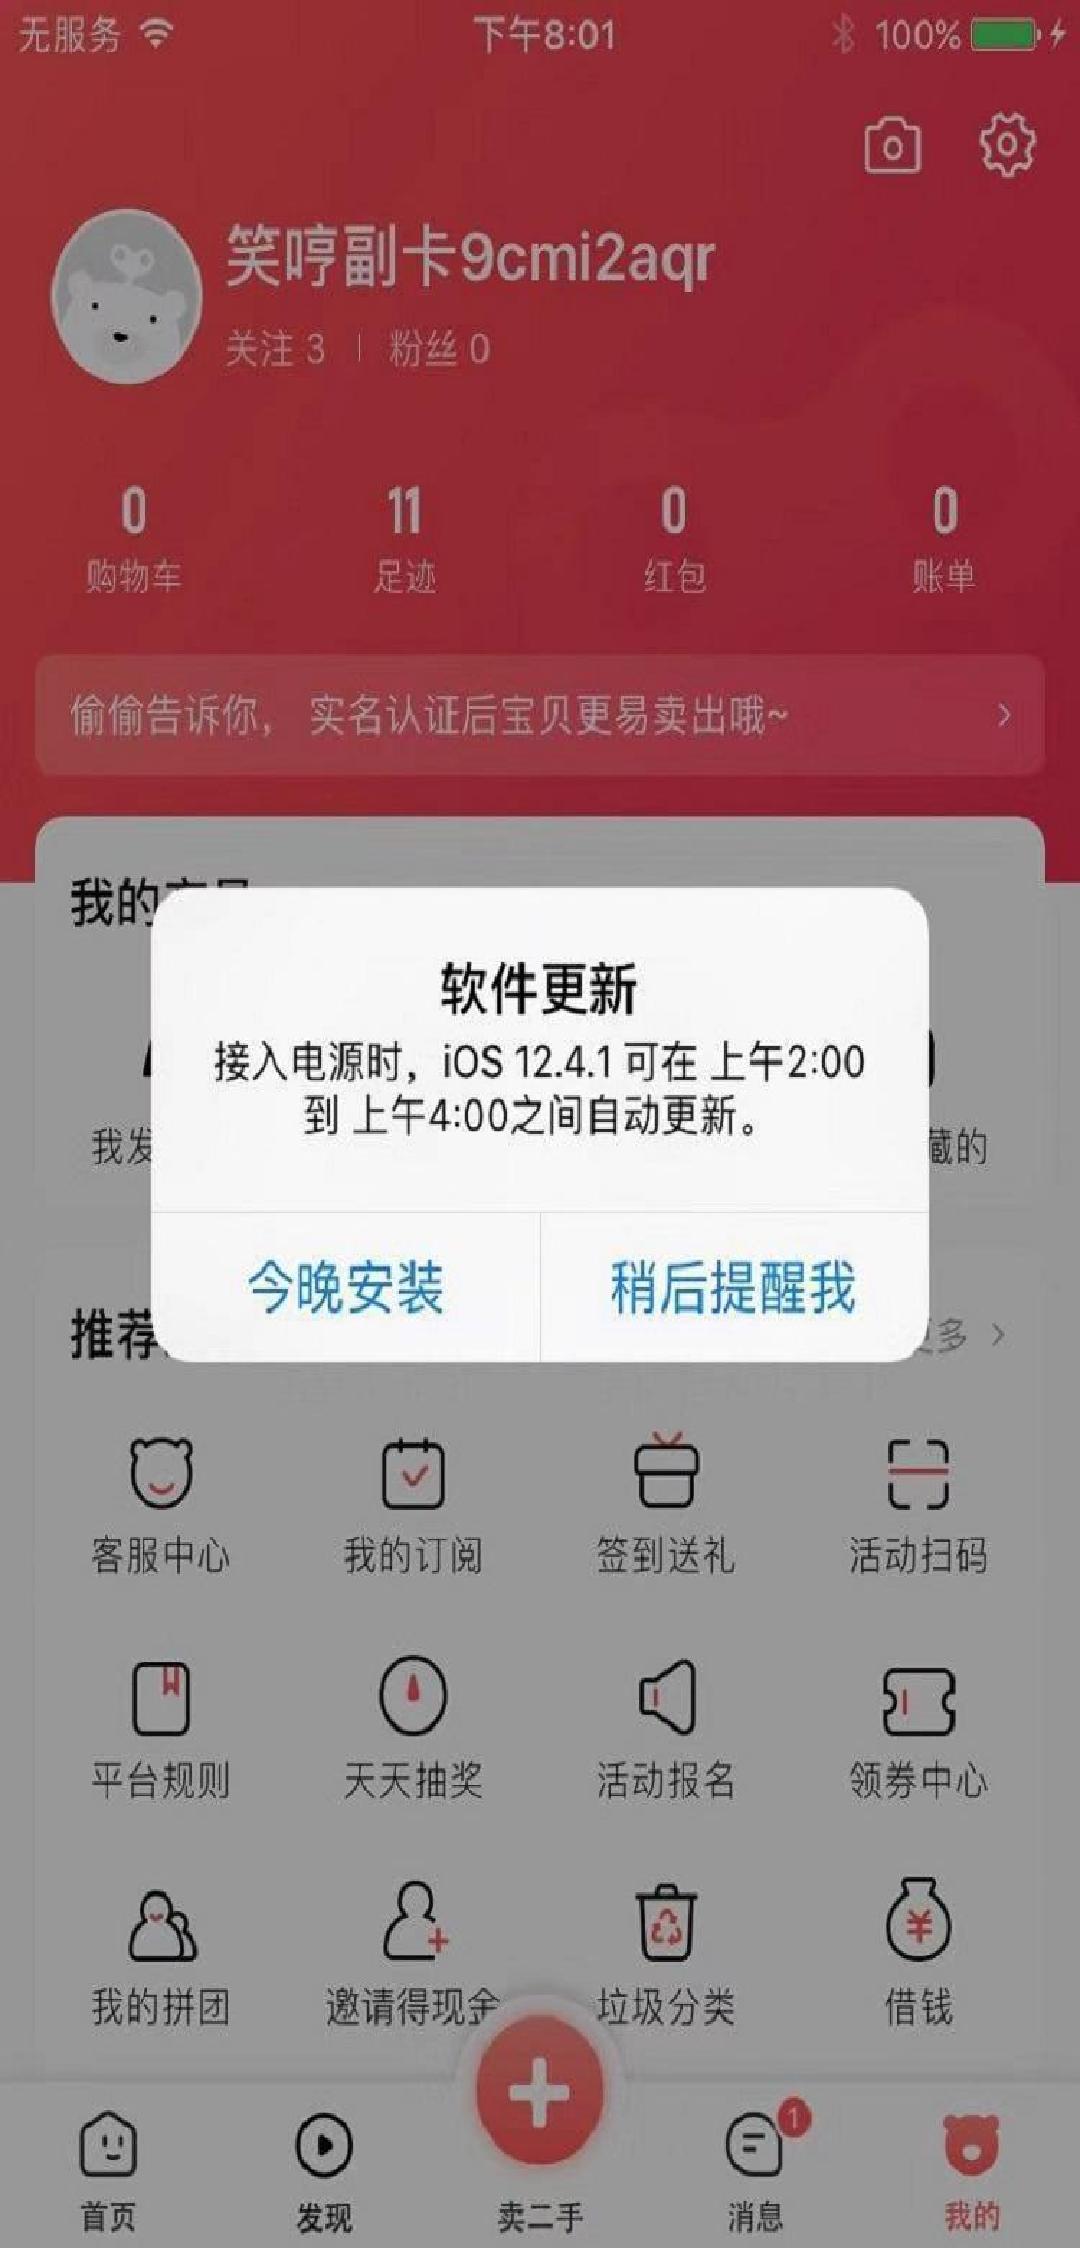 无服务 下午8:01 100%
笑哼副卡9cmi2aqr
关注 3 | 粉丝 0
0 11 0 0
购物车 足迹 红包 账单
偷偷告诉你， 实名认证后宝贝更易卖出哦~
我的
软件更新
接入电源时，iOS 12.4.1 可在 上午2:00
到 上午4:00之间自动更新。
我发 藏的
今晚安装 稍后提醒我
推荐 更多
客服中心 我的订阅 签到送礼 活动扫码
平台规则 天天抽奖 活动报名 领券中心
我的拼团 邀请得现金 垃圾分类 借钱
1
首页 发现 卖二手 消息 我的